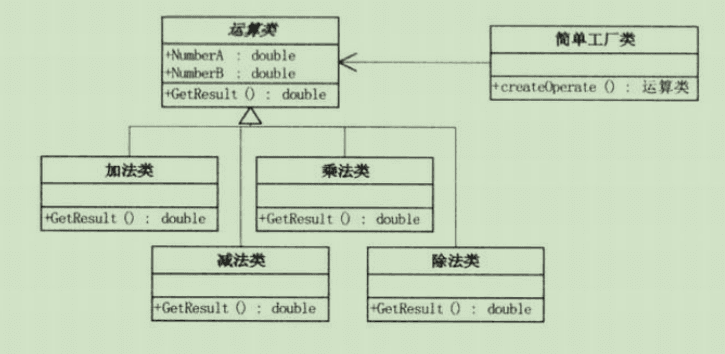 运算类
+NumberA : double
+NumberB : double
+GetResult () : double
简单工厂类
+createOperate () : 运算类
加法类
+GetResult () : double
乘法类
+GetResult () : double
减法类
+GetResult () : double
除法类
+GetResult () : double